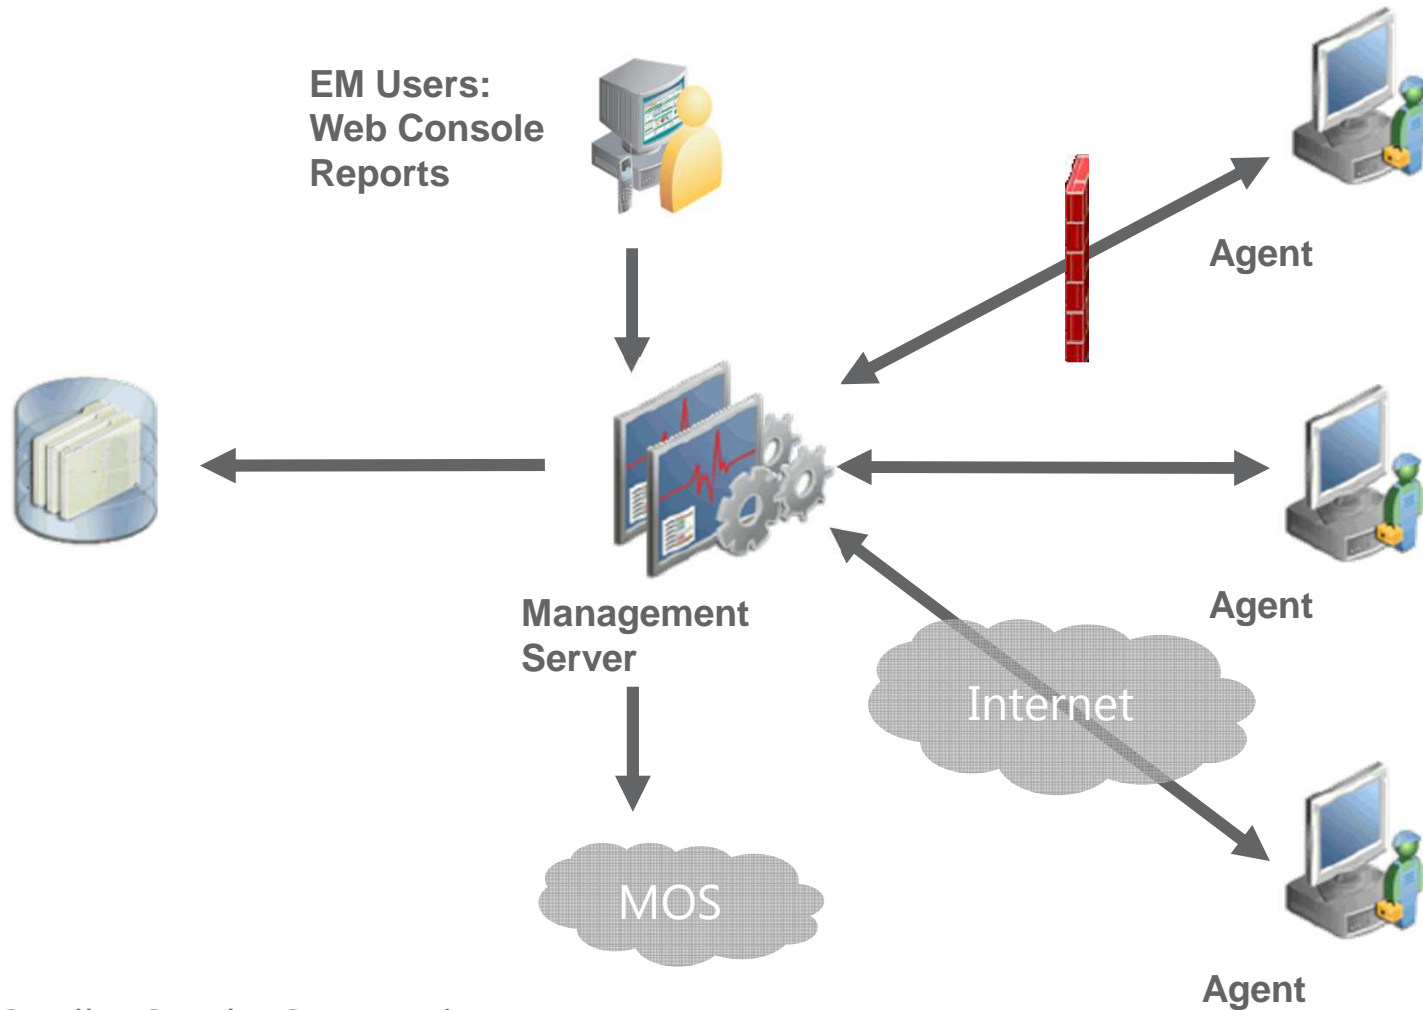 EM Users:
Web Console
Reports
Agent
Management
Server
Agent
Internet
MOS
Agent